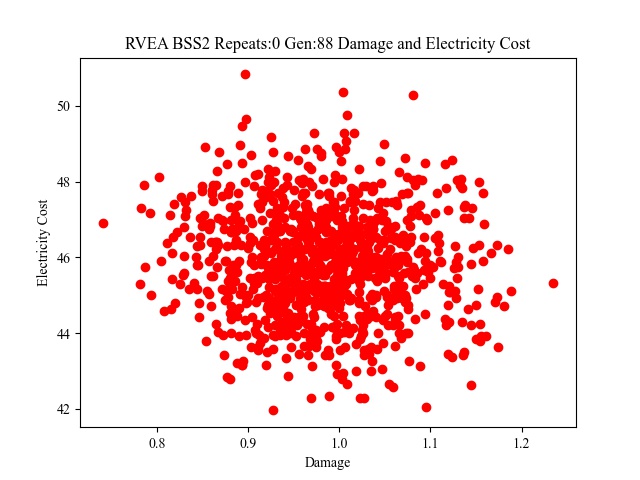 RVEA BSS2 Repeats:0 Gen:88 Damage and Electricity Cost
50
48
46
44
42
Electricity Cost
0.8 0.9 1.0 1.1 1.2
Damage